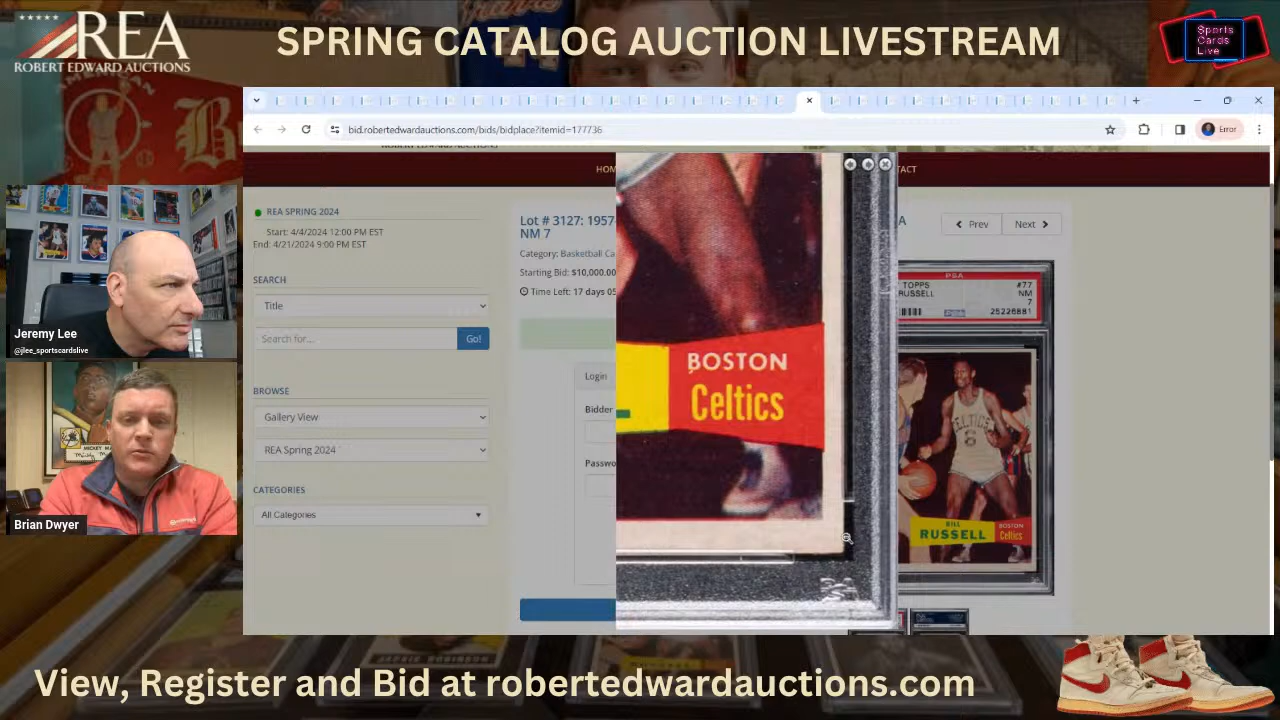 REA
ROBERT EDWARD AUCTIONS
SPRING CATALOG AUCTION LIVESTREAM
Sports
Cards
Live
bid.robertedwardauctions.com/bids/bidplace?itemid=177736
Error
HOM
TACT
REA SPRING 2024
Start: 4/4/2024 12:00 PM EST
End: 4/21/2024 9:00 PM EST
SEARCH
Title
Search for...
Go!
BROWSE
Gallery View
REA Spring 2024
CATEGORIES
All Categories
Lot # 3127: 1957
NM 7
A
Category: Basketball Ca
Starting Bid: $10,000.00
Time Left: 17 days 05
Prev
Next
Login
Bidder
Passwo
BOSTON
Celtics
PSA
TOPPS
#77
RUSSELL
NM
7
25226881
CELTICS
BILL
RUSSELL
BOSTON
Celtics
Jeremy Lee
@jlee_sportscardslive
MICKEY MA
Brian Dwyer
View, Register and Bid at robertedwardauctions.com